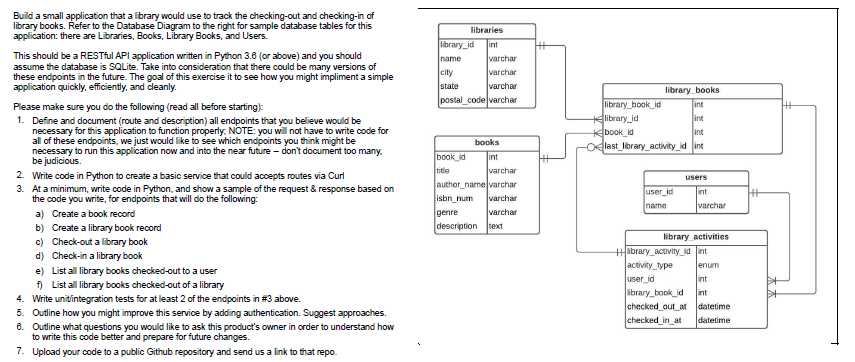 Build a small application that a library would use to track the checking-out and checking-in of
library books. Refer to the Database Diagram to the right for sample database tables for this
application: there are Libraries, Books, Library Books, and Users.
This should be a RESTful API application written in Python 3.6 (or above) and you should
assume the database is SQLite. Take into consideration that there could be many versions of
these endpoints in the future. The goal of this exercise it to see how you might impliment a simple
application quickly, efficiently, and cleanly.
Please make sure you do the following (read all before starting):
1. Define and document (route and description) all endpoints that you believe would be
necessary for this application to function properly; NOTE: you will not have to write code for
all of these endpoints, we just would like to see which endpoints you think might be
necessary to run this application now and into the near future – don't document too many,
be judicious.
2. Write code in Python to create a basic service that could accepts routes via Curl
3. At a minimum, write code in Python, and show a sample of the request & response based on
the code you write, for endpoints that will do the following:
a) Create a book record
b) Create a library book record
c) Check-out a library book
d) Check-in a library book
e) List all library books checked-out to a user
f) List all library books checked-out of a library
4. Write unit/integration tests for at least 2 of the endpoints in #3 above.
5. Outline how you might improve this service by adding authentication. Suggest approaches.
6. Outline what questions you would like to ask this product's owner in order to understand how
to write this code better and prepare for future changes.
7. Upload your code to a public Github repository and send us a link to that repo.
libraries
library_id int
name varchar
city varchar
state varchar
postal_code varchar
books
book_id int
title varchar
author_name varchar
isbn_num varchar
genre varchar
description text
library_books
library_book_id int
library_id int
book_id int
last_library_activity_id int
users
user_id int
name varchar
library_activities
library_activity_id int
activity_type enum
user_id int
library_book_id int
checked_out_at datetime
checked_in_at datetime